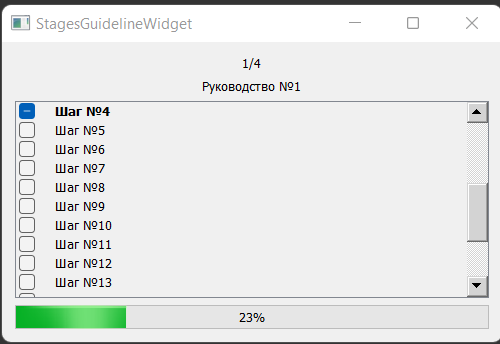 StagesGuidelineWidget
1/4
Руководство №1
Шаг №4
Шаг №5
Шаг №6
Шаг №7
Шаг №8
Шаг №9
Шаг №10
Шаг №11
Шаг №12
Шаг №13
23%